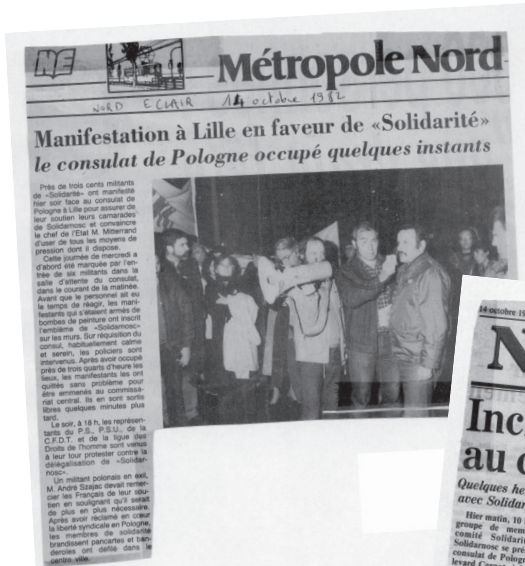 NE
Métropole Nord
NORD ECLAIR 14 octobre 1982
Manifestation à Lille en faveur de «Solidarité»
le consulat de Pologne occupé quelques instants
Près de trois cents militants
de «Solidarité» ont manifesté
hier soir face au consulat de
Pologne à Lille pour assurer de
leur soutien leurs camarades
de Solidarnosc et convaincre
le chef de l'Etat M. Mitterrand
d'user de tous les moyens de
pression dont il dispose.
Cette journée de mercredi a
d'abord été marquée par l'en-
trée de six militants dans la
salle d'attente du consulat,
dans le courant de la matinée.
Avant que le personnel ait eu
le temps de réagir, les mani-
festants qui s'étaient armés de
bombes de peinture ont inscrit
l'emblème de «Solidarnosc»
sur les murs. Sur réquisition du
consul, habituellement calme
et serein, les policiers sont
intervenus. Après avoir occupé
près de trois quarts d'heure les
lieux, les manifestants les ont
quittés sans problème pour
être emmenés au commissa-
riat central. Ils en sont sortis
libres quelques minutes plus
tard.
Le soir, à 18 h, les représen-
tants du P.S., P.S.U., de la
C.F.D.T. et de la ligue des
Droits de l'homme sont venus
à leur tour protester contre la
délégalisation de «Solidar-
nosc».
Un militant polonais en exil,
M. André Szajac devait remer-
cier les Français de leur sou-
tien en soulignant qu'il serait
de plus en plus nécessaire.
Après avoir réclamé en cœur
la liberté syndicale en Pologne,
les membres de solidarité
brandissent pancartes et ban-
deroles ont défilé dans le
centre ville.
14 octobre 19
N
Inc
au c
Quelques he
avec Solidar
Hier matin, 10
groupe de mem
comité Solidarit
Solidarnosc se pré
consulat de Pologn
levard Carnot